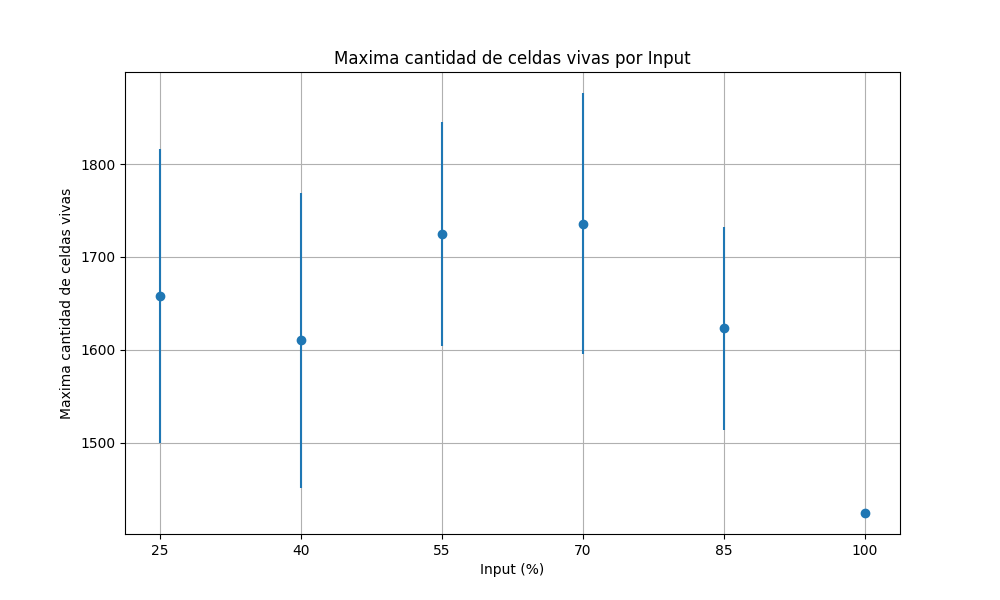 Maxima cantidad de celdas vivas por Input
Maxima cantidad de celdas vivas
1800
1700
1600
1500
25 40 55 70 85 100
Input (%)